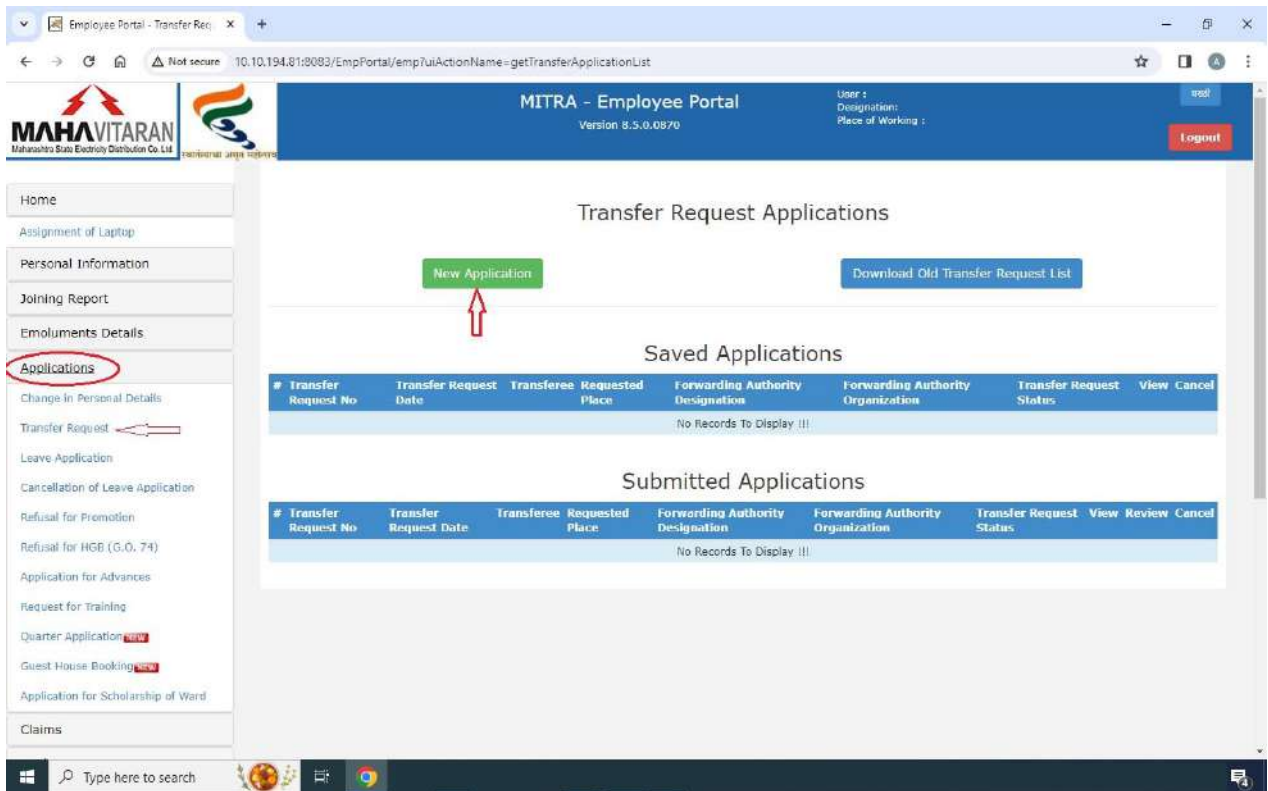 Employee Portal - Transfer Req
Not secure 10.10.194.81:8083/EmpPortal/emp?uiActionName=getTransferApplicationList
MAHAVITARAN
Maharashtra State Electricity Distribution Co. Ltd
MITRA - Employee Portal
Version 8.5.0.0870
User :
Designation:
Place of Working :
मराठी
Logout
Home
Assignment of Laptop
Personal Information
Joining Report
Emoluments Details
Applications
Change in Personal Details
Transfer Request
Leave Application
Cancellation of Leave Application
Refusal for Promotion
Refusal for HGB (G.O. 74)
Application for Advances
Request for Training
Quarter Application NEW
Guest House Booking NEW
Application for Scholarship of Ward
Claims
Transfer Request Applications
New Application
Download Old Transfer Request List
Saved Applications
# Transfer Request No Transfer Request Date Transferee Requested Place Forwarding Authority Designation Forwarding Authority Organization Transfer Request Status View Cancel
No Records To Display !!!
Submitted Applications
# Transfer Request No Transfer Request Date Transferee Requested Place Forwarding Authority Designation Forwarding Authority Organization Transfer Request Status View Review Cancel
No Records To Display !!!
Type here to search